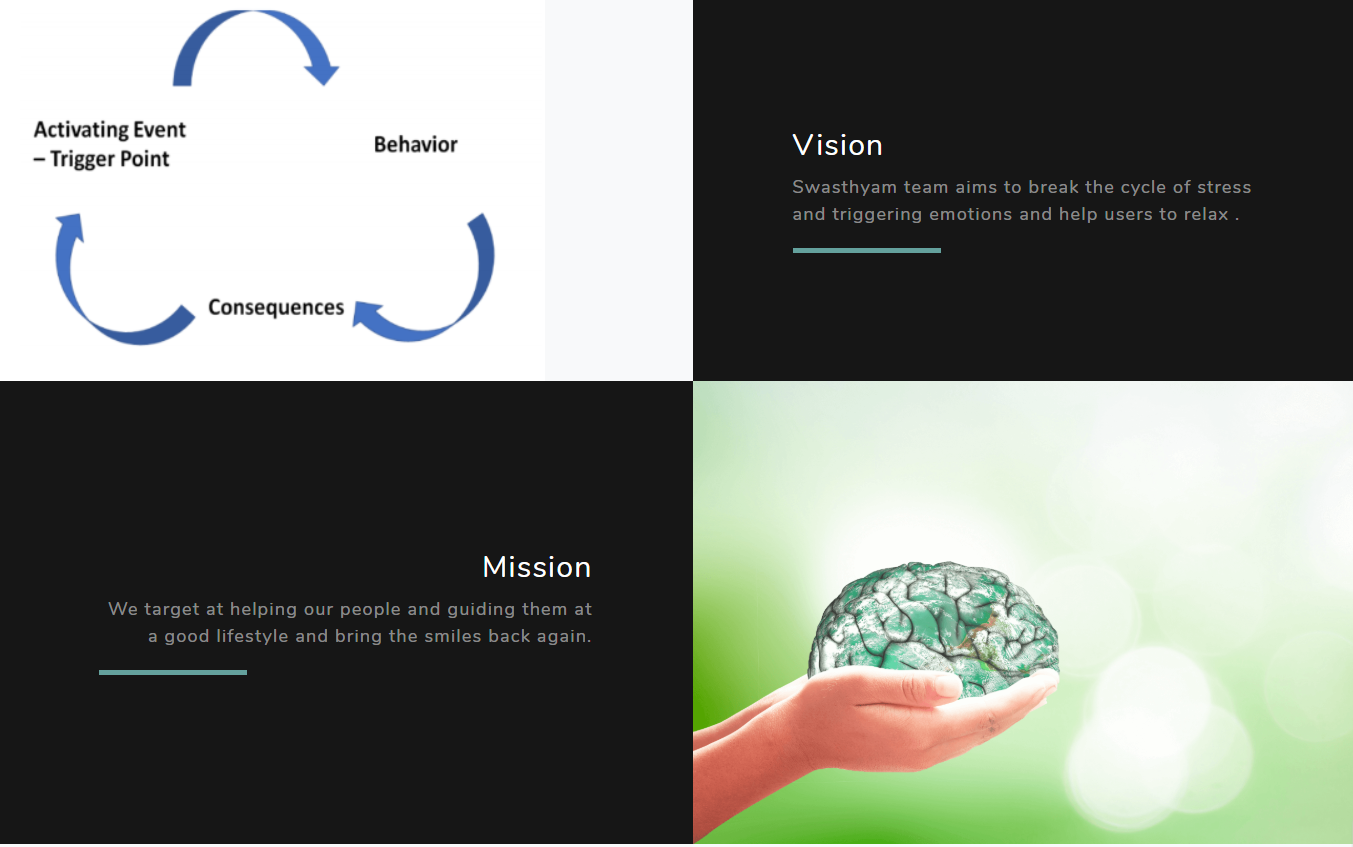 Activating Event
– Trigger Point
Behavior
Consequences
Vision
Swasthyam team aims to break the cycle of stress
and triggering emotions and help users to relax .
Mission
We target at helping our people and guiding them at
a good lifestyle and bring the smiles back again.